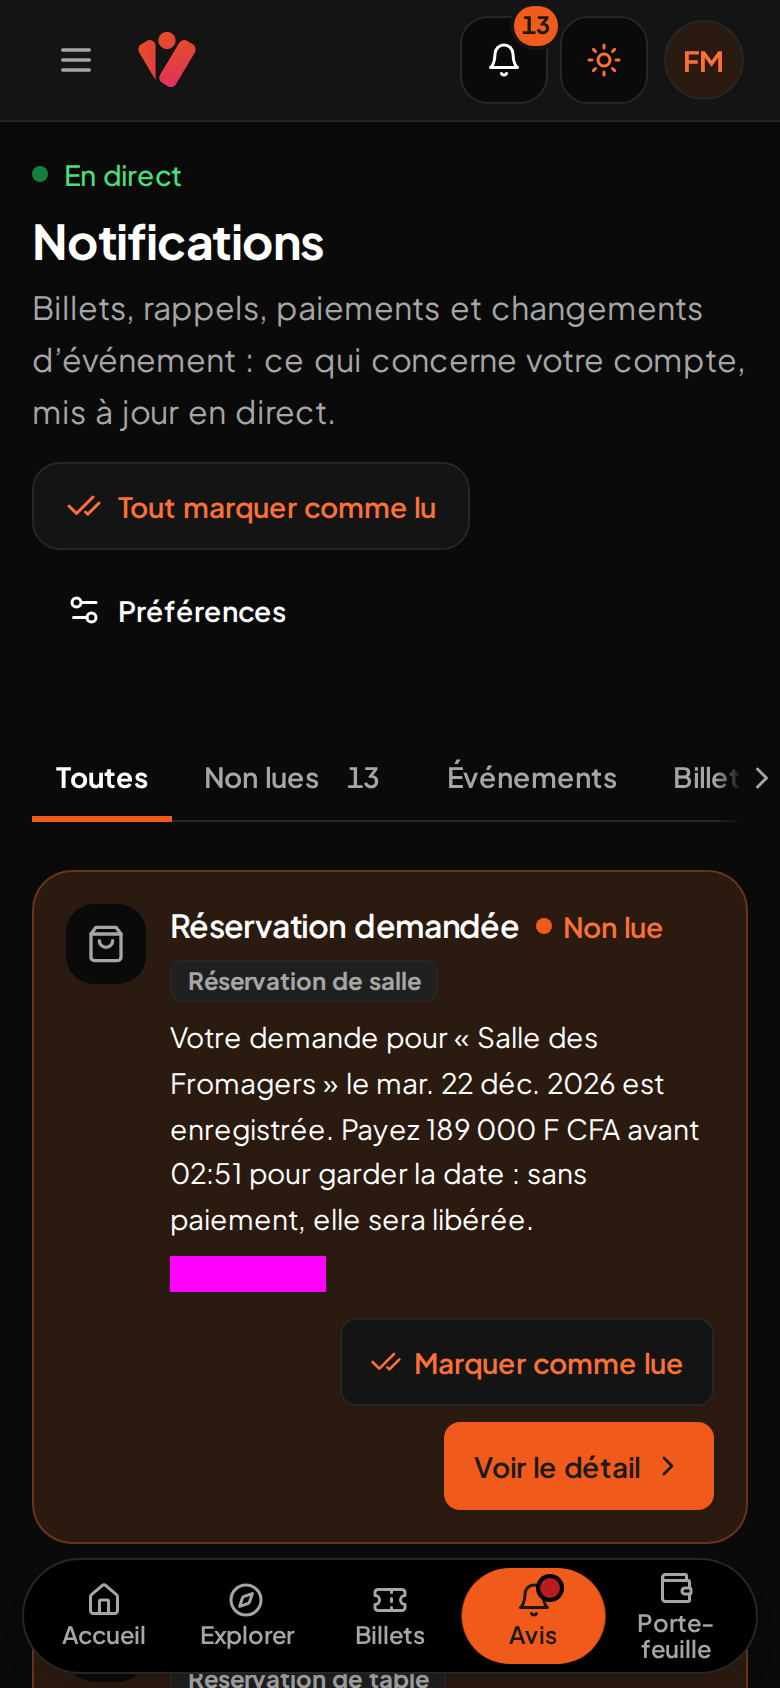 13
FM
En direct
Notifications
Billets, rappels, paiements et changements
d’événement : ce qui concerne votre compte,
mis à jour en direct.
Tout marquer comme lu
Préférences
Toutes Non lues 13 Événements Billet
Réservation demandée Non lue
Réservation de salle
Votre demande pour « Salle des
Fromagers » le mar. 22 déc. 2026 est
enregistrée. Payez 189 000 F CFA avant
02:51 pour garder la date : sans
paiement, elle sera libérée.
Marquer comme lue
Voir le détail
Accueil Explorer Billets Avis Porte-
feuille
Réservation de table